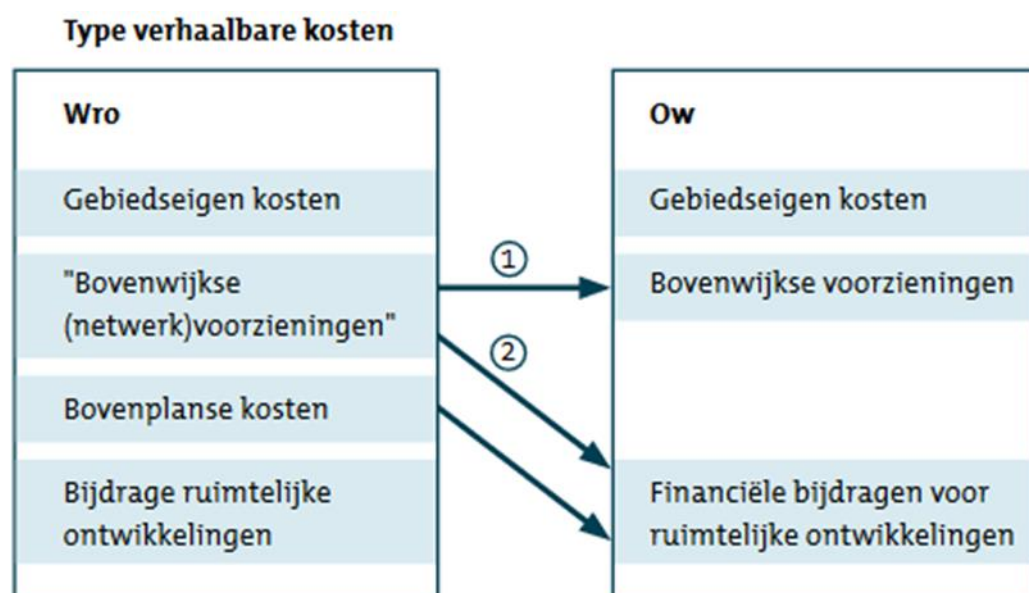 Type verhaalbare kosten
Wro
Gebiedseigen kosten
"Bovenwijkse
(netwerk)voorzieningen"
Bovenplanse kosten
Bijdrage ruimtelijke
ontwikkelingen
1
2
Ow
Gebiedseigen kosten
Bovenwijkse voorzieningen
Financiële bijdragen voor
ruimtelijke ontwikkelingen